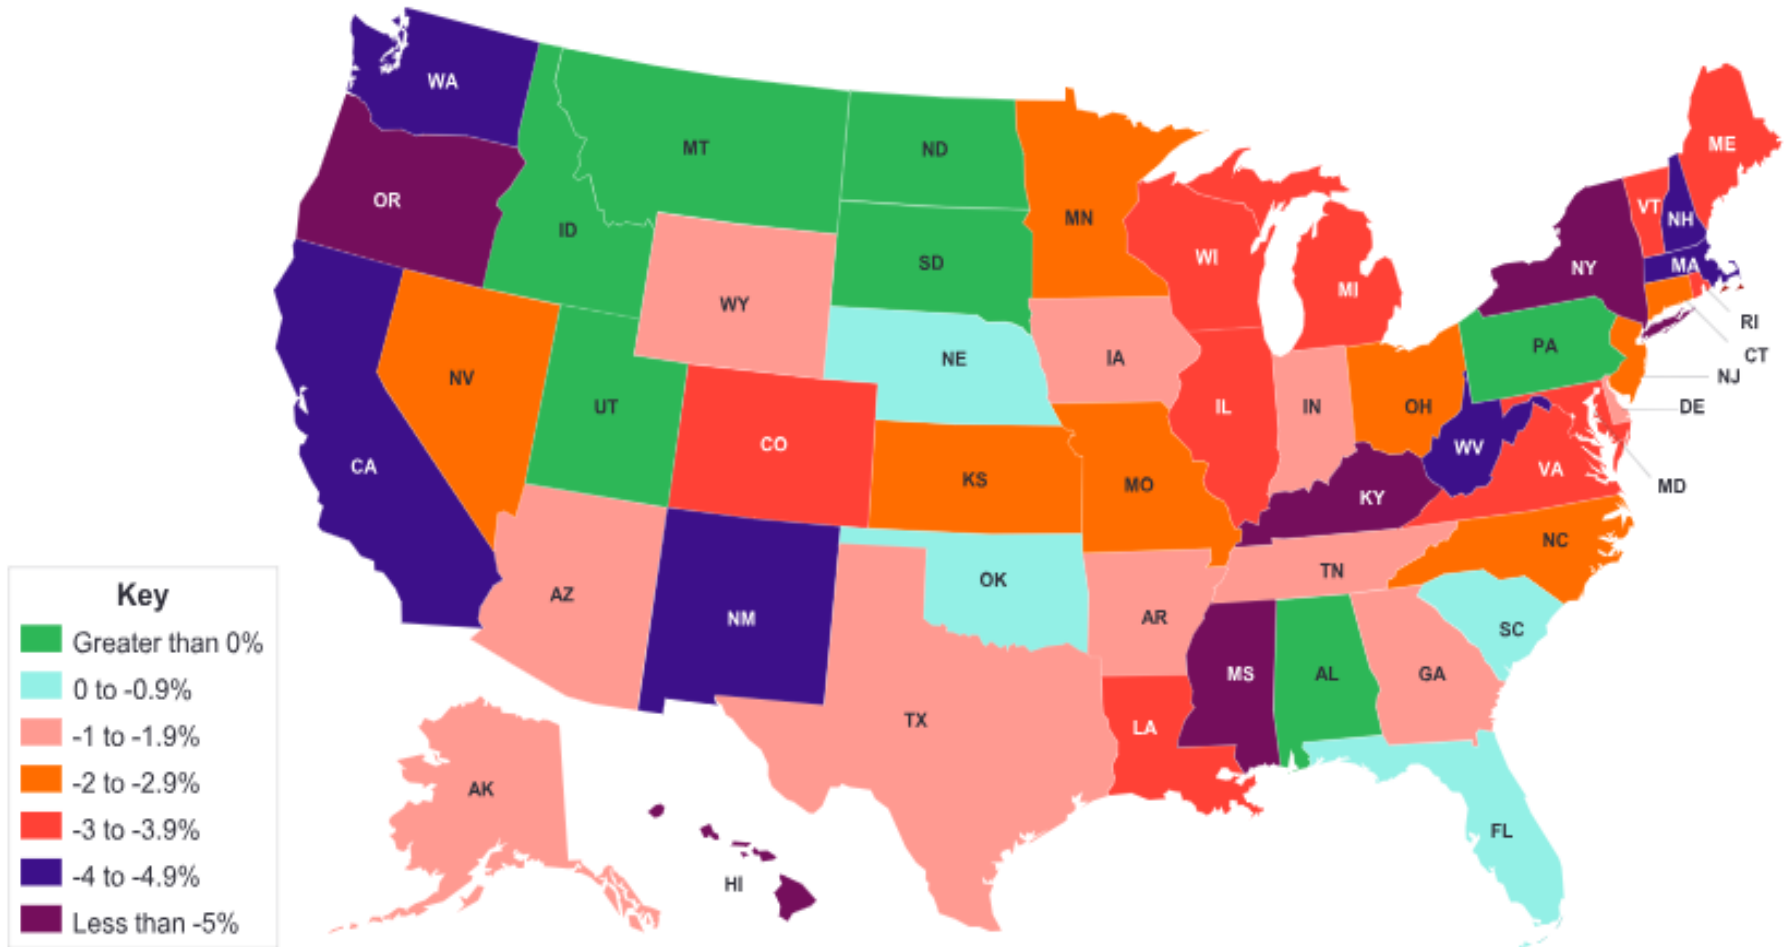 WA
ME
MT
ND
VT
NH
OR
MN
ID
WI
SD
NY
MA
MI
WY
RI
PA
CT
NE
IA
NV
NJ
UT
IL
IN
OH
DE
CO
WV
CA
VA
KS
MO
MD
KY
NC
TN
OK
AZ
Key
AR
NM
SC
Greater than 0%
MS
AL
GA
0 to -0.9%
TX
LA
-1 to -1.9%
-2 to -2.9%
AK
-3 to -3.9%
FL
-4 to -4.9%
HI
Less than -5%